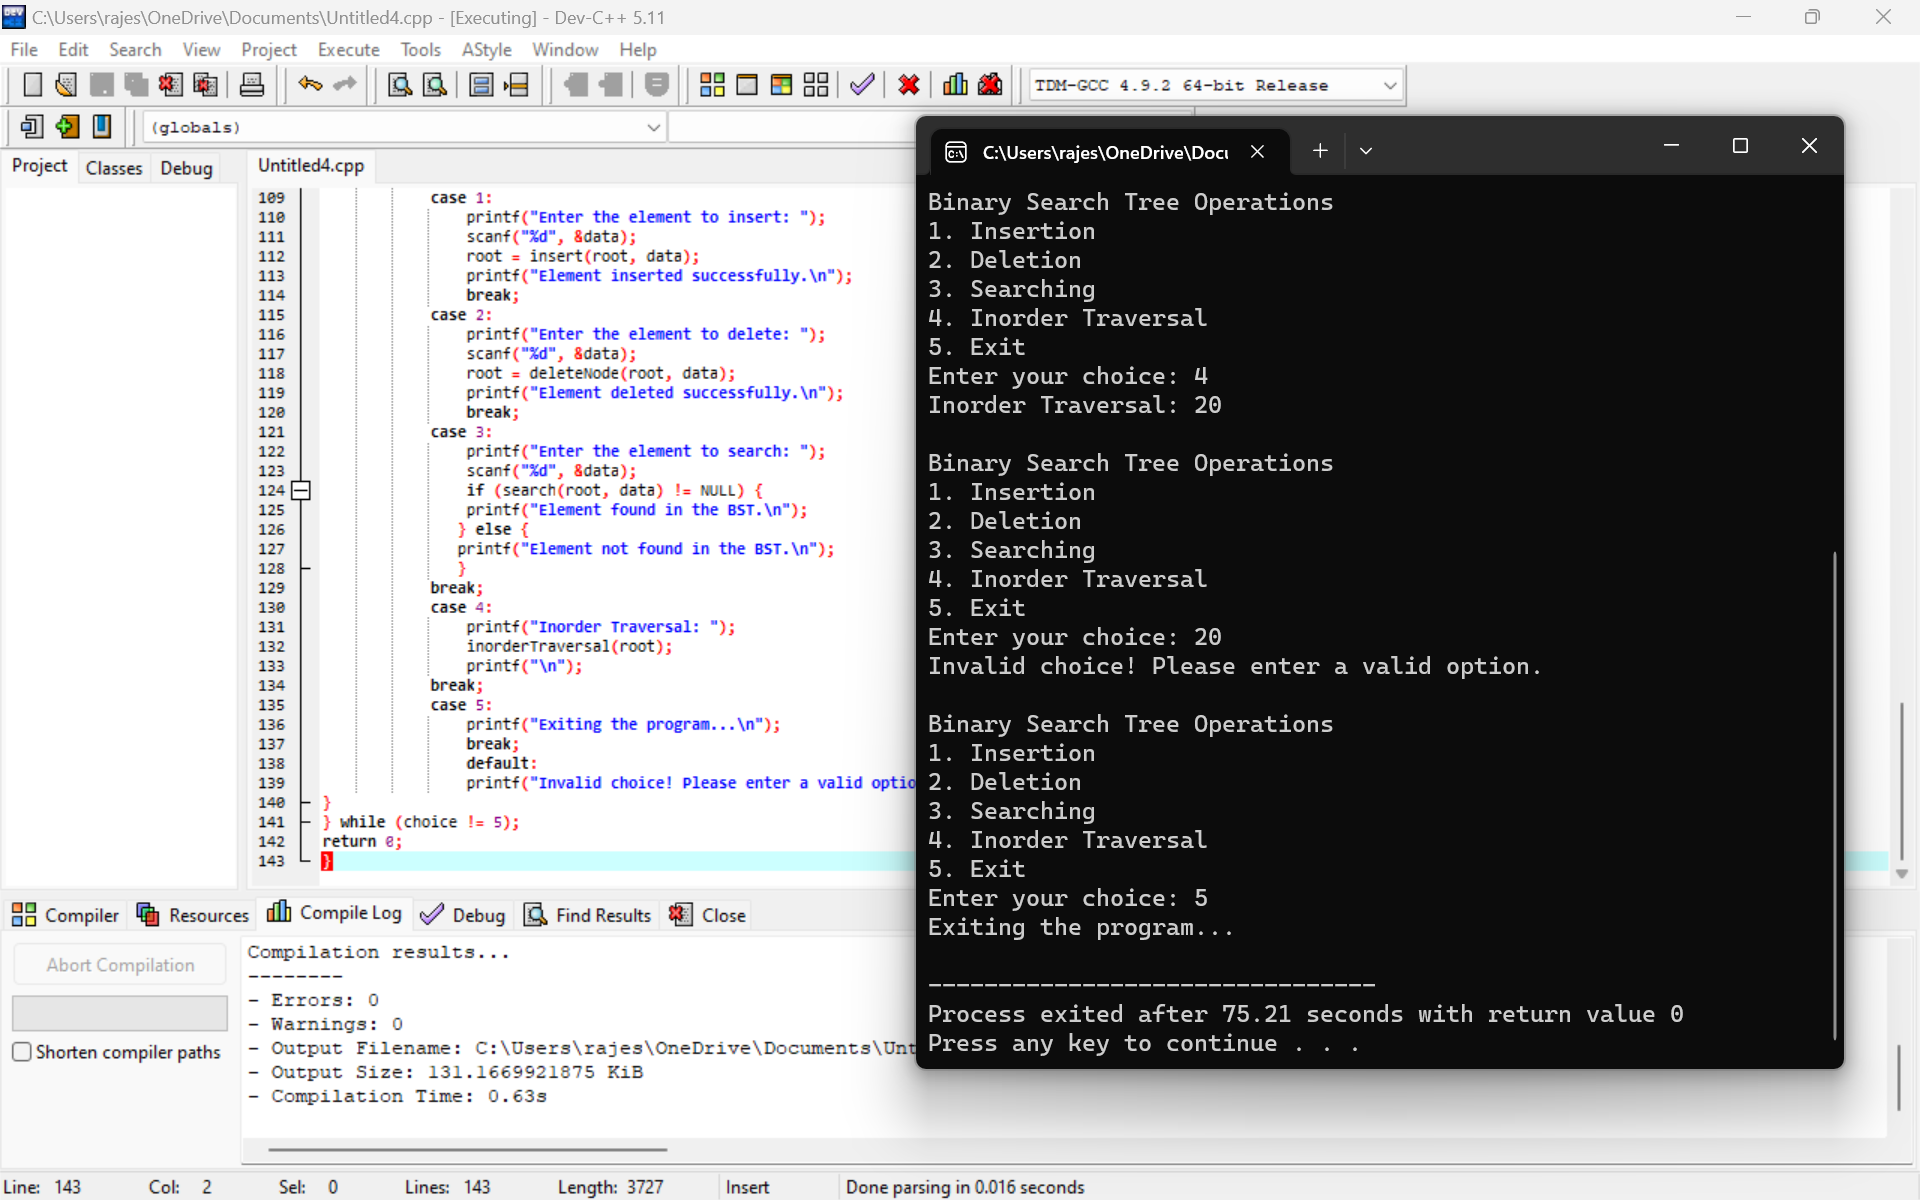 C:\Users\rajes\OneDrive\Documents\Untitled4.cpp - [Executing] - Dev-C++ 5.11
File Edit Search View Project Execute Tools AStyle Window Help
TDM-GCC 4.9.2 64-bit Release
(globals)
Project Classes Debug
Untitled4.cpp
109 case 1:
110 printf("Enter the element to insert: ");
111 scanf("%d", &data);
112 root = insert(root, data);
113 printf("Element inserted successfully.\n");
114 break;
115 case 2:
116 printf("Enter the element to delete: ");
117 scanf("%d", &data);
118 root = deleteNode(root, data);
119 printf("Element deleted successfully.\n");
120 break;
121 case 3:
122 printf("Enter the element to search: ");
123 scanf("%d", &data);
124 if (search(root, data) != NULL) {
125 printf("Element found in the BST.\n");
126 } else {
127 printf("Element not found in the BST.\n");
128 }
129 break;
130 case 4:
131 printf("Inorder Traversal: ");
132 inorderTraversal(root);
133 printf("\n");
134 break;
135 case 5:
136 printf("Exiting the program...\n");
137 break;
138 default:
139 printf("Invalid choice! Please enter a valid optio
140 }
141 } while (choice != 5);
142 return 0;
143 }
C:\Users\rajes\OneDrive\Docu
Binary Search Tree Operations
1. Insertion
2. Deletion
3. Searching
4. Inorder Traversal
5. Exit
Enter your choice: 4
Inorder Traversal: 20
Binary Search Tree Operations
1. Insertion
2. Deletion
3. Searching
4. Inorder Traversal
5. Exit
Enter your choice: 20
Invalid choice! Please enter a valid option.
Binary Search Tree Operations
1. Insertion
2. Deletion
3. Searching
4. Inorder Traversal
5. Exit
Enter your choice: 5
Exiting the program...
--------------------------------
Process exited after 75.21 seconds with return value 0
Press any key to continue . . .
Compiler Resources Compile Log Debug Find Results Close
Abort Compilation
Shorten compiler paths
Compilation results...
--------
- Errors: 0
- Warnings: 0
- Output Filename: C:\Users\rajes\OneDrive\Documents\Unt
- Output Size: 131.1669921875 KiB
- Compilation Time: 0.63s
Line: 143 Col: 2 Sel: 0 Lines: 143 Length: 3727 Insert Done parsing in 0.016 seconds